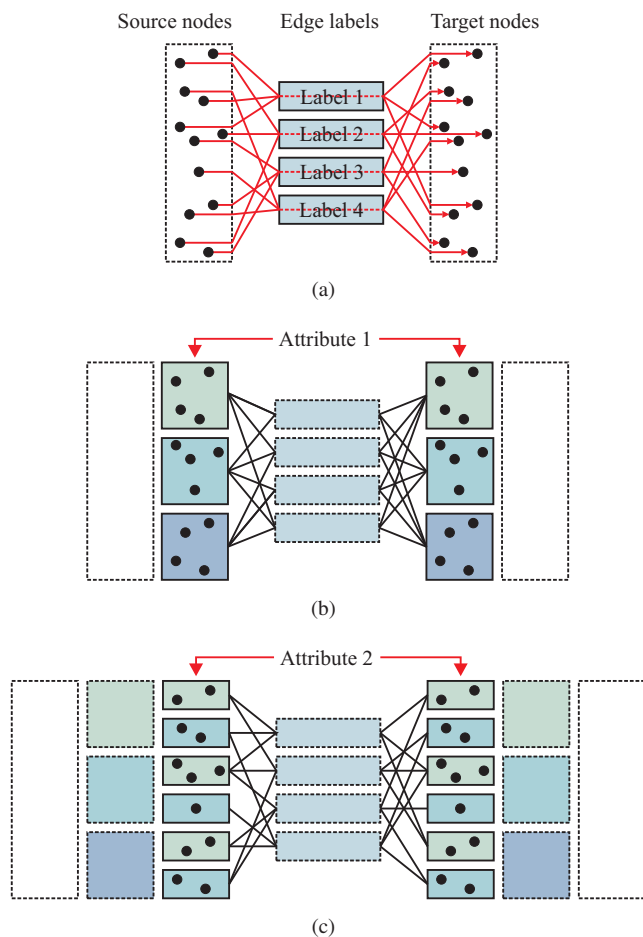 Source nodes Edge labels Target nodes
Label 1
Label 2
Label 3
Label 4
(a)
Attribute 1
(b)
Attribute 2
(c)